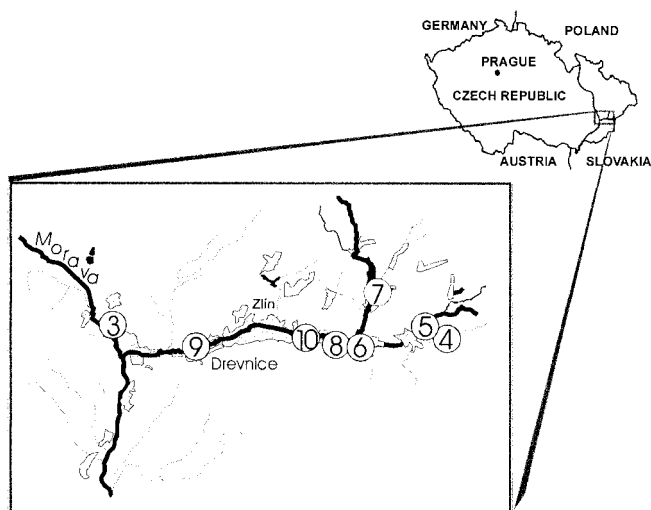 GERMANY
POLAND
PRAGUE
CZECH REPUBLIC
AUSTRIA
SLOVAKIA
Morava
Zlín
3
7
5
4
9
10
8
6
Drevnice